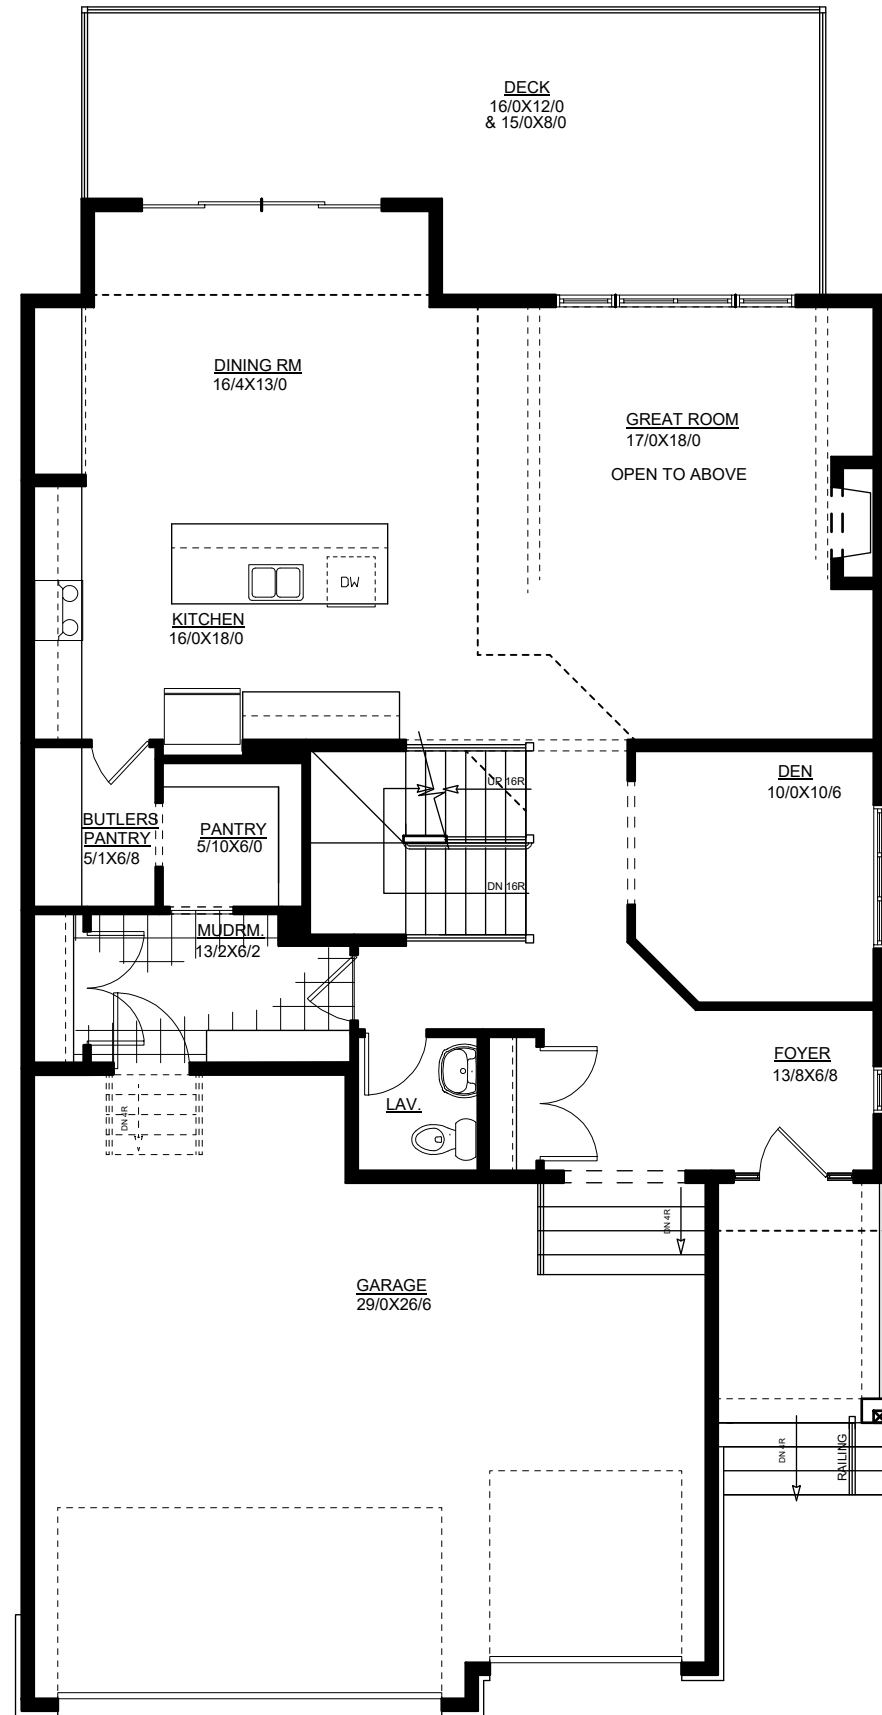 DECK
16/0X12/0
& 15/0X8/0
DINING RM
16/4X13/0
GREAT ROOM
17/0X18/0
OPEN TO ABOVE
DW
KITCHEN
16/0X18/0
UP 16R
DEN
10/0X10/6
BUTLERS
PANTRY
5/1X6/8
PANTRY
5/10X6/0
DN 16R
MUDRM.
13/2X6/2
FOYER
13/8X6/8
LAV.
DN 4R
DN 4R
GARAGE
29/0X26/6
DN 4R
RAILING